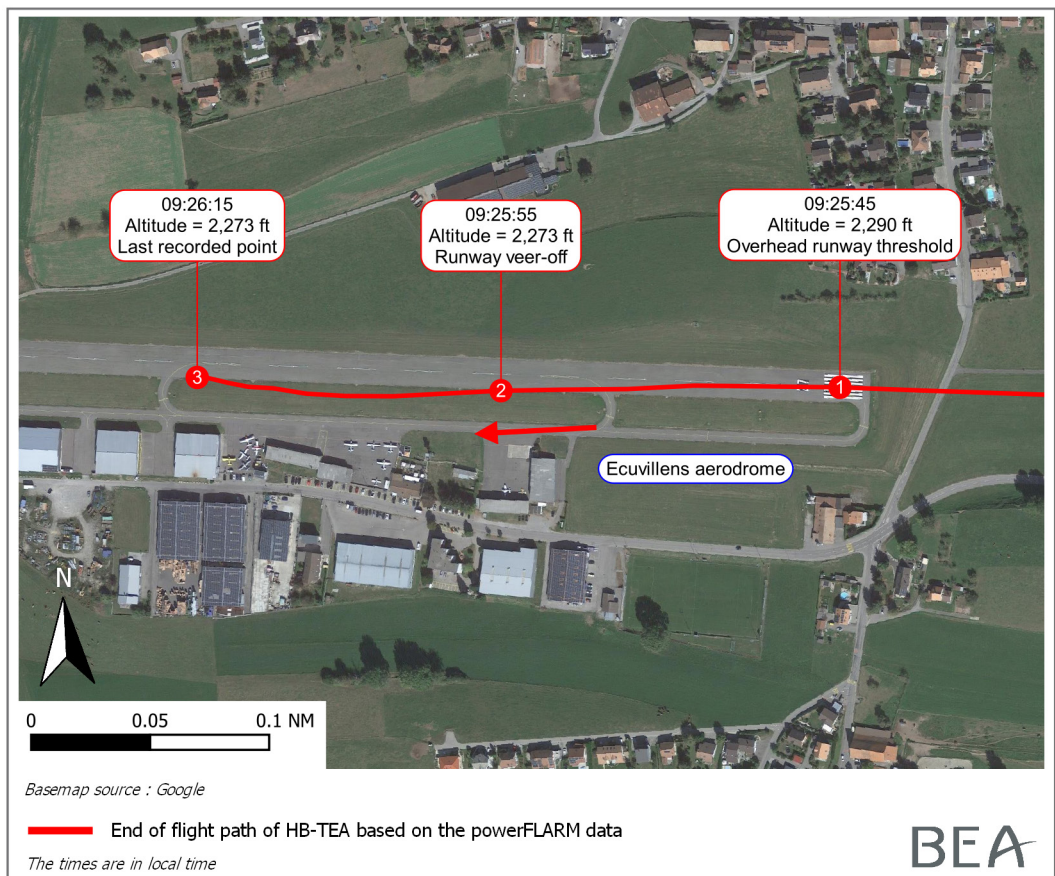 09:26:15
Altitude = 2,273 ft
Last recorded point
09:25:55
Altitude = 2,273 ft
Runway veer-off
09:25:45
Altitude = 2,290 ft
Overhead runway threshold
3
2
1
Ecuvillens aerodrome
N
0 0.05 0.1 NM
Basemap source : Google
End of flight path of HB-TEA based on the powerFLARM data
The times are in local time
BEA